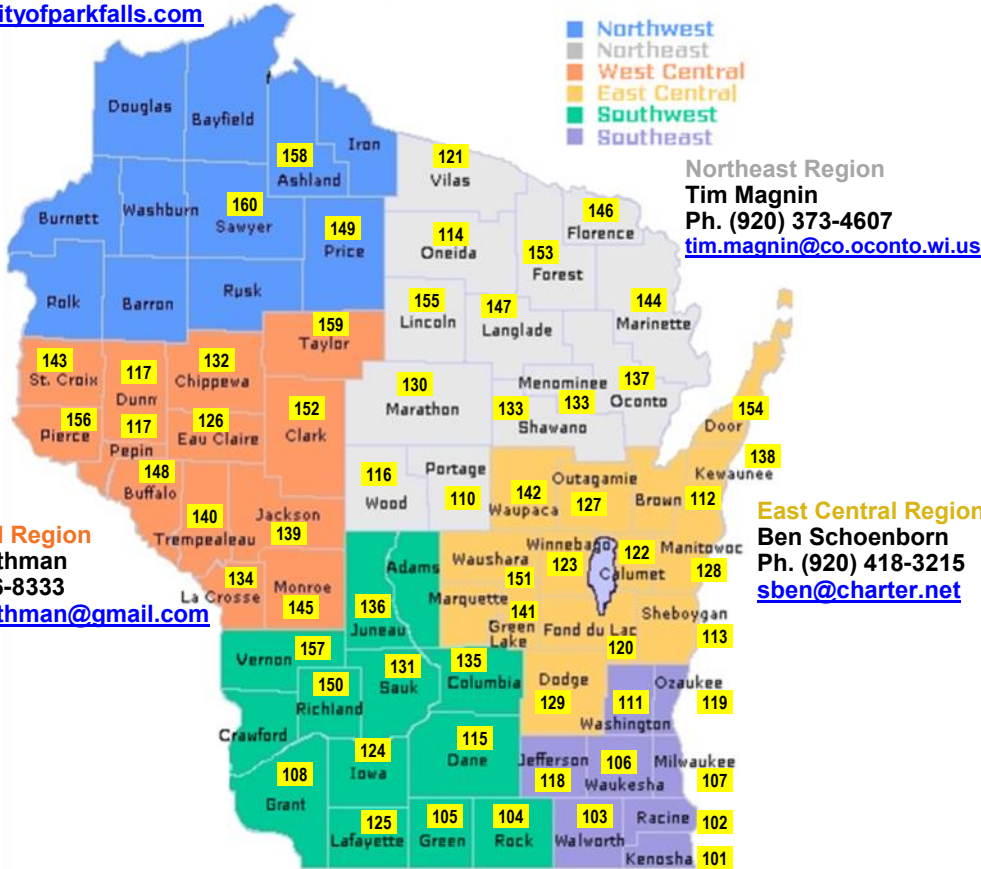 ityofparkfalls.com
Northwest
Northeast
West Central
East Central
Southwest
Southeast
Northeast Region
Tim Magnin
Ph. (920) 373-4607
tim.magnin@co.oconto.wi.us
Douglas
Bayfield
Iron
158
Ashland
121
Vilas
Burnett
Washburn
160
Sawyer
149
Price
114
Oneida
146
Florence
153
Forest
Polk
Barron
Rusk
155
Lincoln
147
Langlade
144
Marinette
159
Taylor
143
St. Croix
117
Dunn
132
Chippewa
130
Marathon
Menominee
133
137
Oconto
133
Shawano
156
Pierce
117
Pepin
126
Eau Claire
152
Clark
154
Door
138
Kewaunee
148
Buffalo
116
Wood
Portage
110
142
Waupaca
Outagamie
127
Brown
112
140
Trempealeau
Jackson
139
l Region
thman
6-8333
thman@gmail.com
East Central Region
Ben Schoenborn
Ph. (920) 418-3215
sben@charter.net
134
La Crosse
Monroe
145
Adams
136
Juneau
Waushara
151
Winnebago
123
122
Calumet
Manitowoc
128
Marquette
141
Green
Lake
Fond du Lac
120
Sheboygan
113
Vernon
157
150
Richland
131
Sauk
135
Columbia
Dodge
129
111
Washington
Ozaukee
119
Crawford
108
Grant
124
Iowa
115
Dane
Jefferson
118
106
Waukesha
Milwaukee
107
125
Lafayette
105
Green
104
Rock
103
Walworth
Racine
102
Kenosha
101